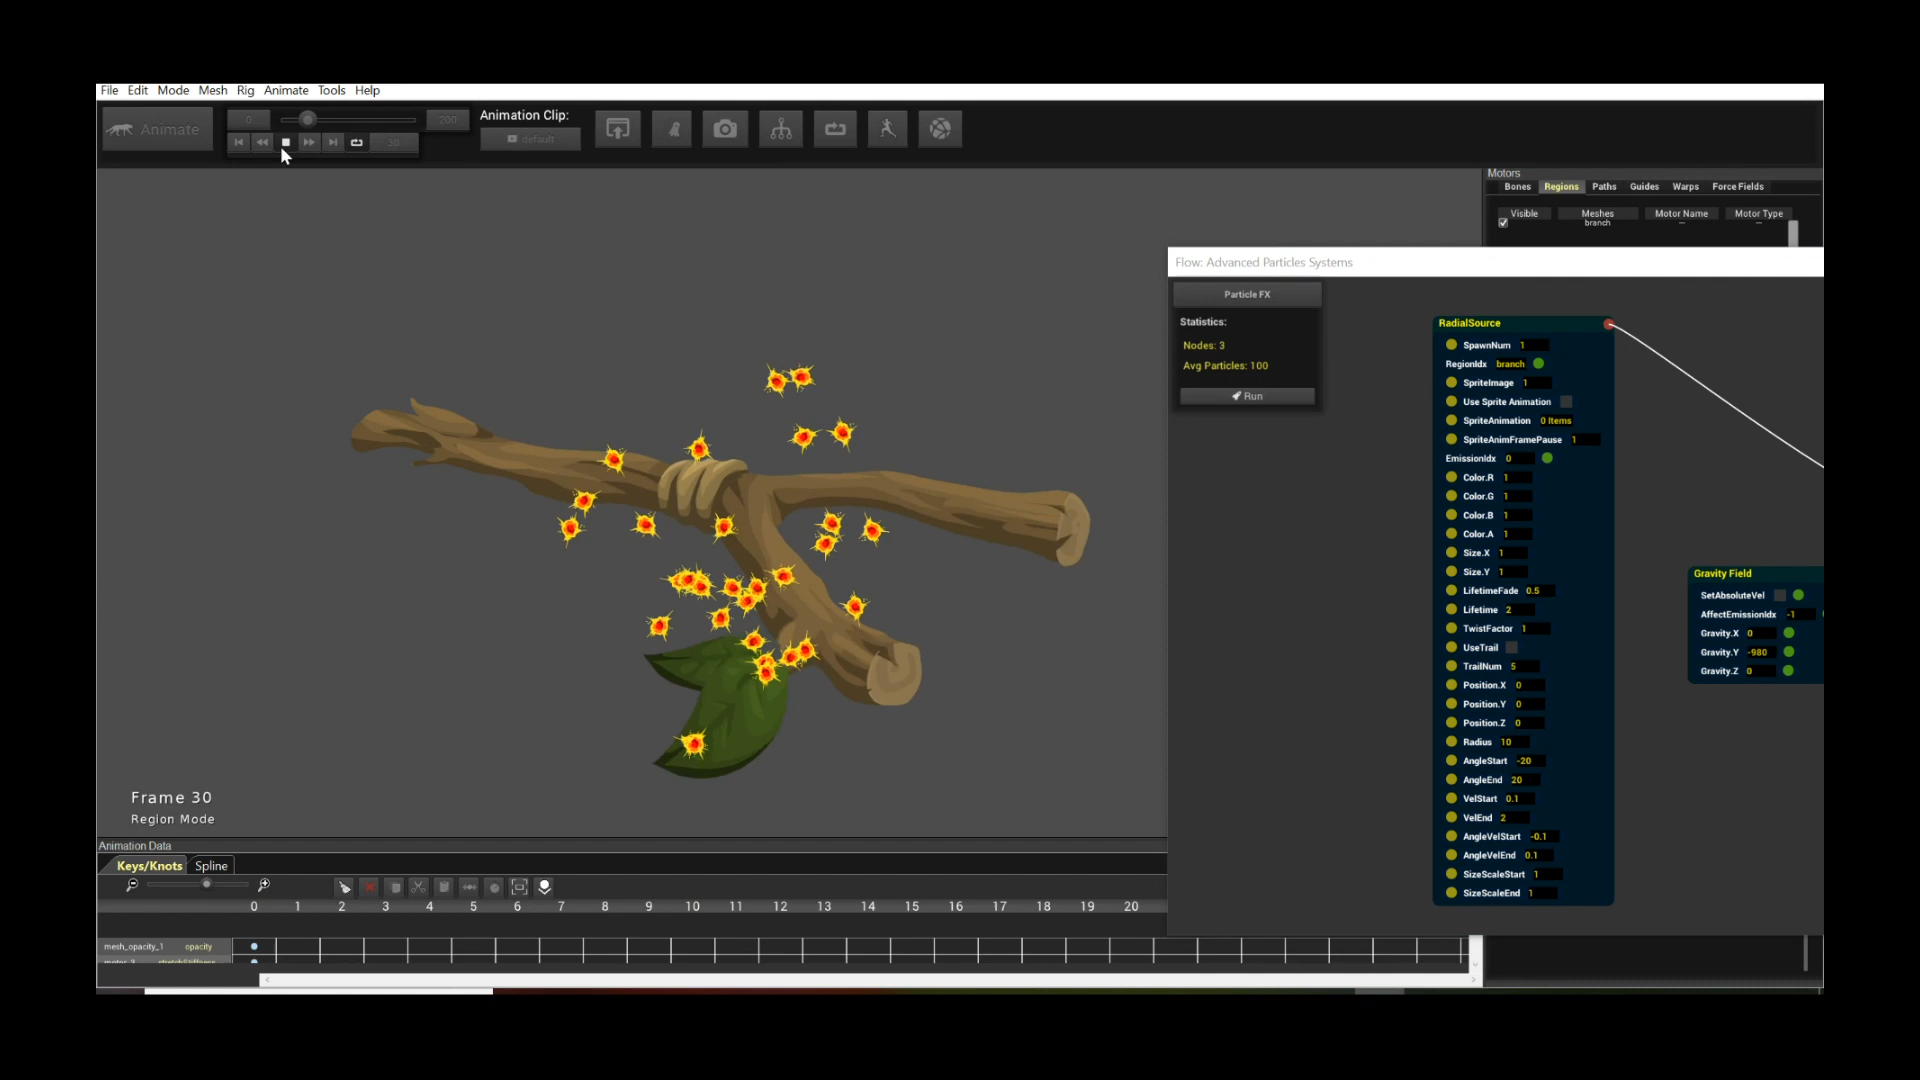 File Edit Mode Mesh Rig Animate Tools Help
Animate
0
200
30
Animation Clip:
default
Motors
Bones Regions Paths Guides Warps Force Fields
Visible Meshes Motor Name Motor Type
branch
Flow: Advanced Particles Systems
Particle FX
Statistics:
Nodes: 3
Avg Particles: 100
Run
RadialSource
SpawnNum 1
RegionIdx branch
SpriteImage 1
Use Sprite Animation
SpriteAnimation 0 Items
SpriteAnimFramePause 1
EmissionIdx 0
Color.R 1
Color.G 1
Color.B 1
Color.A 1
Size.X 1
Size.Y 1
LifetimeFade 0.5
Lifetime 2
TwistFactor 1
UseTrail
TrailNum 5
Position.X 0
Position.Y 0
Position.Z 0
Radius 10
AngleStart -20
AngleEnd 20
VelStart 0.1
VelEnd 2
AngleVelStart -0.1
AngleVelEnd 0.1
SizeScaleStart 1
SizeScaleEnd 1
Gravity Field
SetAbsoluteVel
AffectEmissionIdx -1
Gravity.X 0
Gravity.Y -980
Gravity.Z 0
Frame 30
Region Mode
Animation Data
Keys/Knots Spline
0 1 2 3 4 5 6 7 8 9 10 11 12 13 14 15 16 17 18 19 20
mesh_opacity_1 opacity
motor_3 stretchStiffness